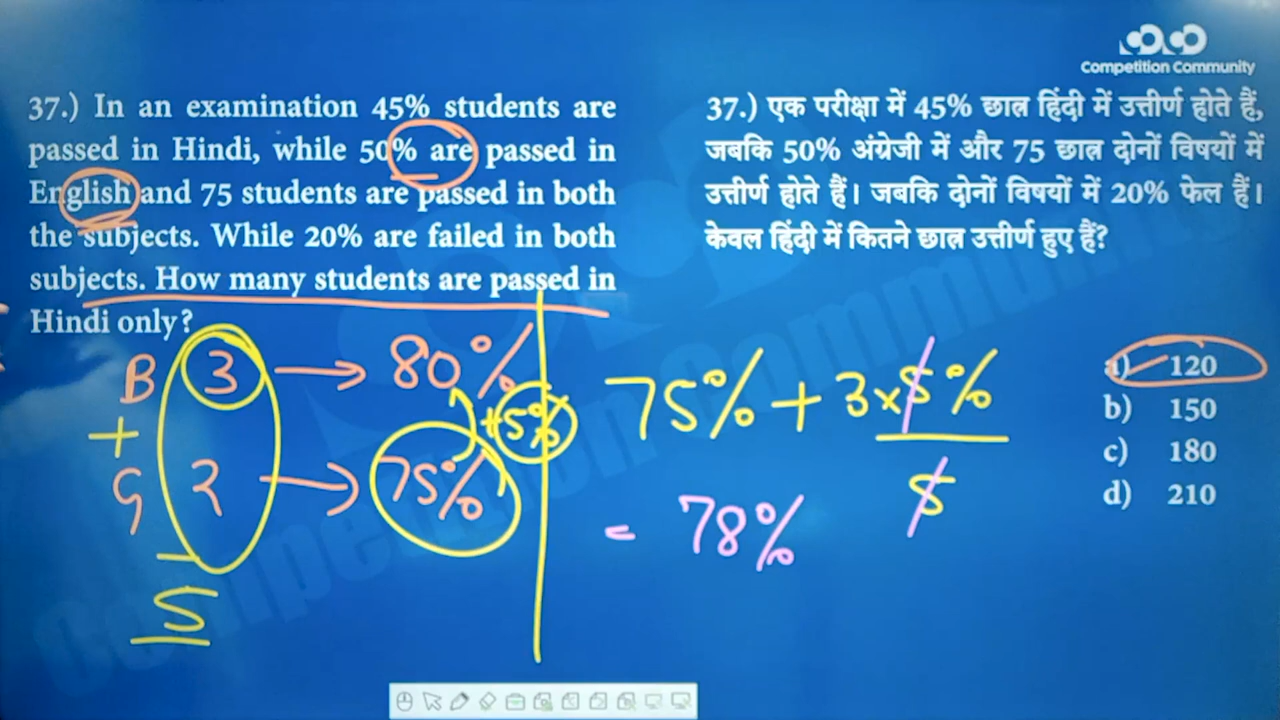 Competition Community
37.) In an examination 45% students are
passed in Hindi, while 50% are passed in
English and 75 students are passed in both
the subjects. While 20% are failed in both
subjects. How many students are passed in
Hindi only?
37.) एक परीक्षा में 45% छात्र हिंदी में उत्तीर्ण होते हैं,
जबकि 50% अंग्रेजी में और 75 छात्र दोनों विषयों में
उत्तीर्ण होते हैं। जबकि दोनों विषयों में 20% फेल हैं।
केवल हिंदी में कितने छात्र उत्तीर्ण हुए हैं?
a) 120
b) 150
c) 180
d) 210
B 3 → 80%
+ +5%
G 2 → 75%
5
75% + 3×5%
5
= 78%
Competition Community